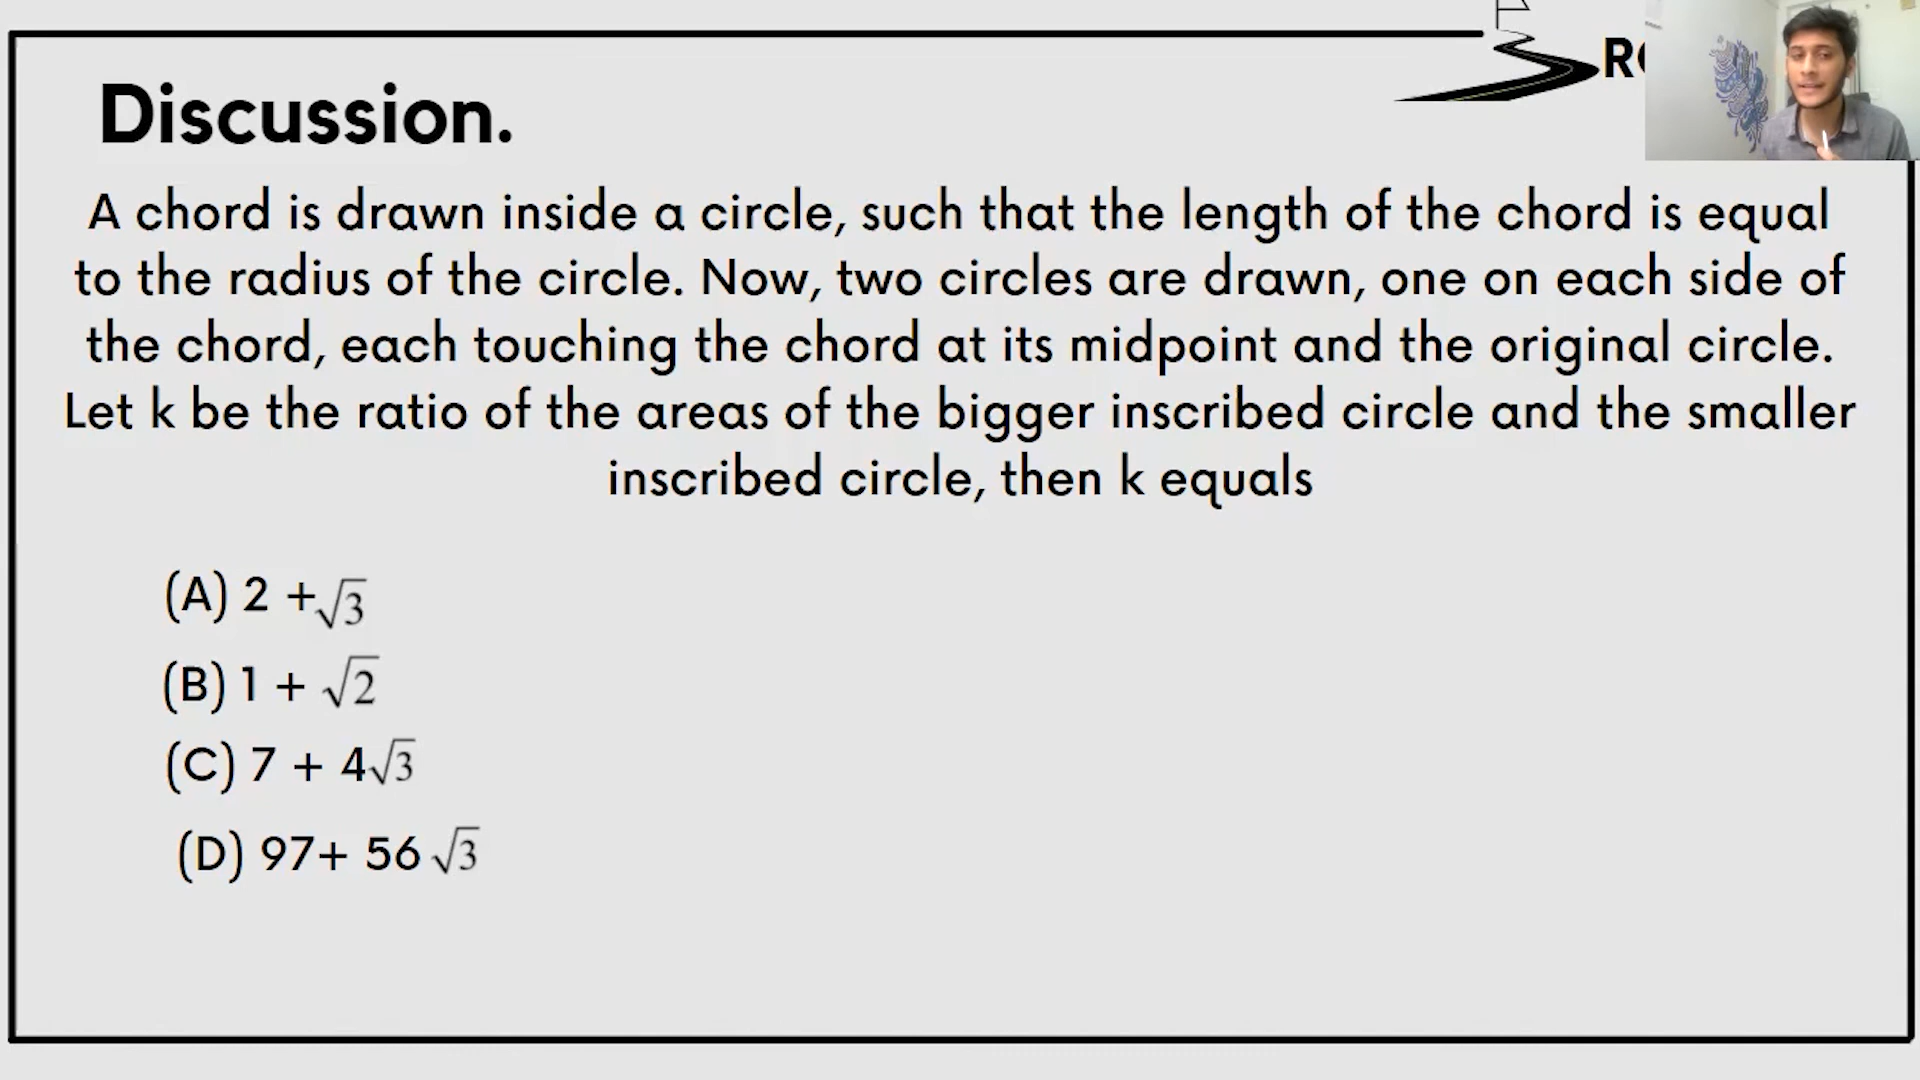 Discussion.
A chord is drawn inside a circle, such that the length of the chord is equal
to the radius of the circle. Now, two circles are drawn, one on each side of
the chord, each touching the chord at its midpoint and the original circle.
Let k be the ratio of the areas of the bigger inscribed circle and the smaller
inscribed circle, then k equals
(A) 2 + √3
(B) 1 + √2
(C) 7 + 4√3
(D) 97+ 56 √3